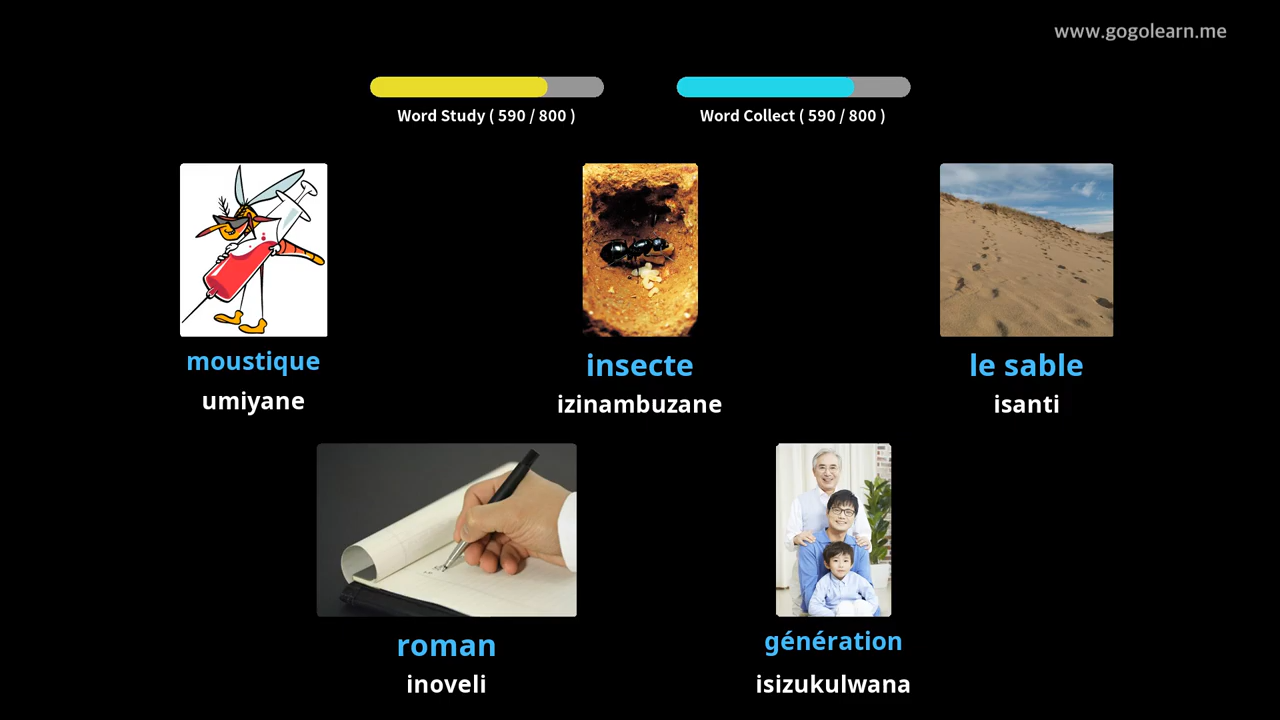 www.gogolearn.me
Word Study ( 590 / 800 )
Word Collect ( 590 / 800 )
moustique
umiyane
insecte
izinambuzane
le sable
isanti
roman
inoveli
génération
isizukulwana